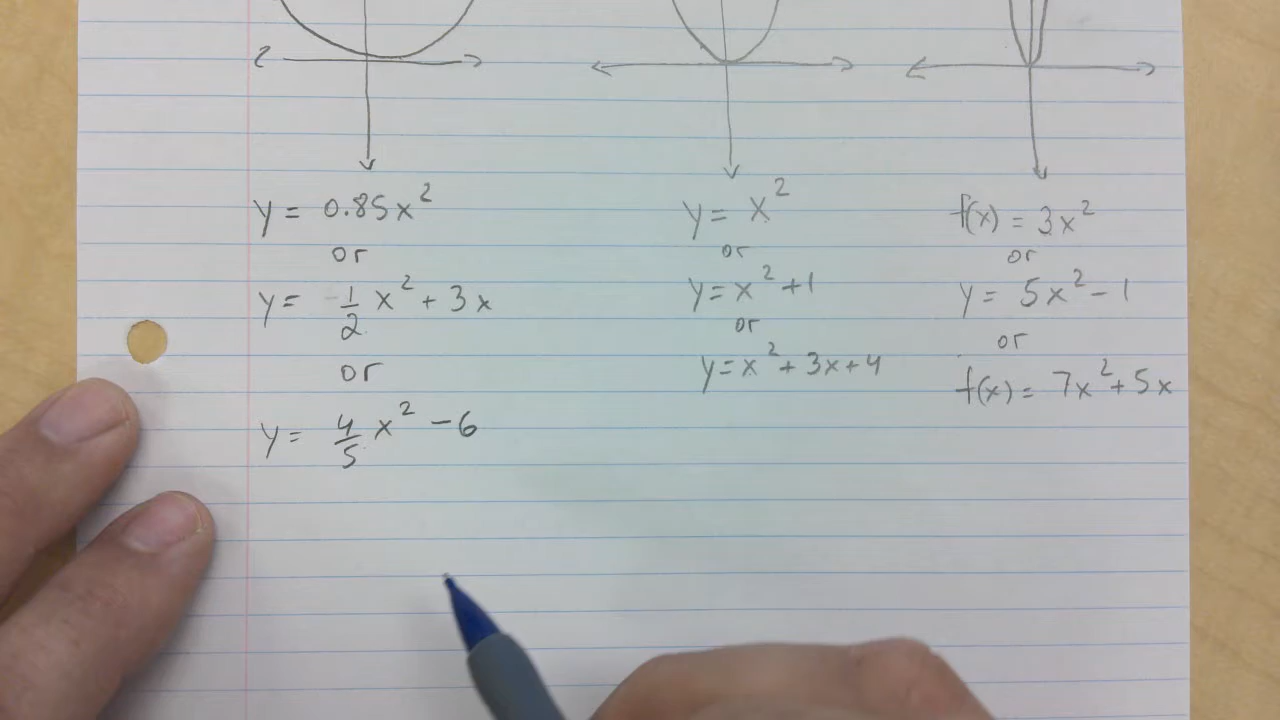 y = 0.85x²
or
y = 1/2 x² + 3x
or
y = 4/5 x² - 6
y = x²
or
y = x² + 1
or
y = x² + 3x + 4
f(x) = 3x²
or
y = 5x² - 1
or
f(x) = 7x² + 5x